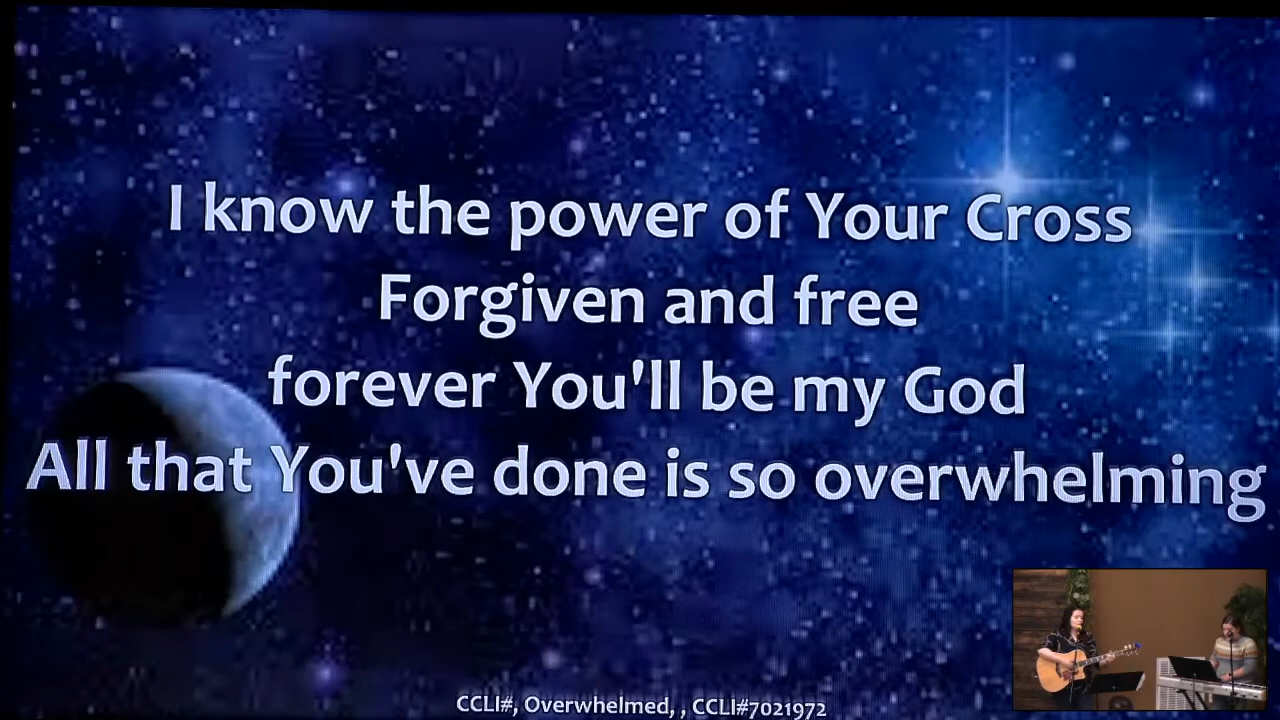 I know the power of Your Cross
Forgiven and free
forever You'll be my God
All that You've done is so overwhelming
CCLI#, Overwhelmed, , CCLI#7021972